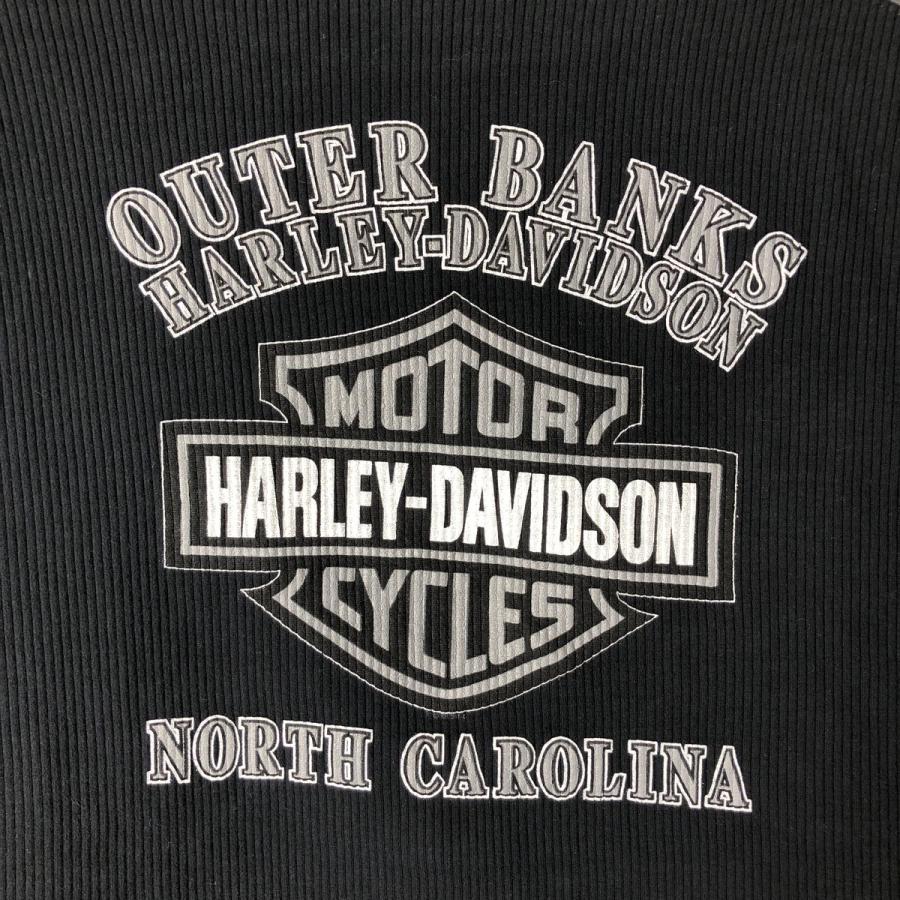 OUTER BANKS
HARLEY-DAVIDSON
MOTOR
HARLEY-DAVIDSON
CYCLES
NORTH CAROLINA